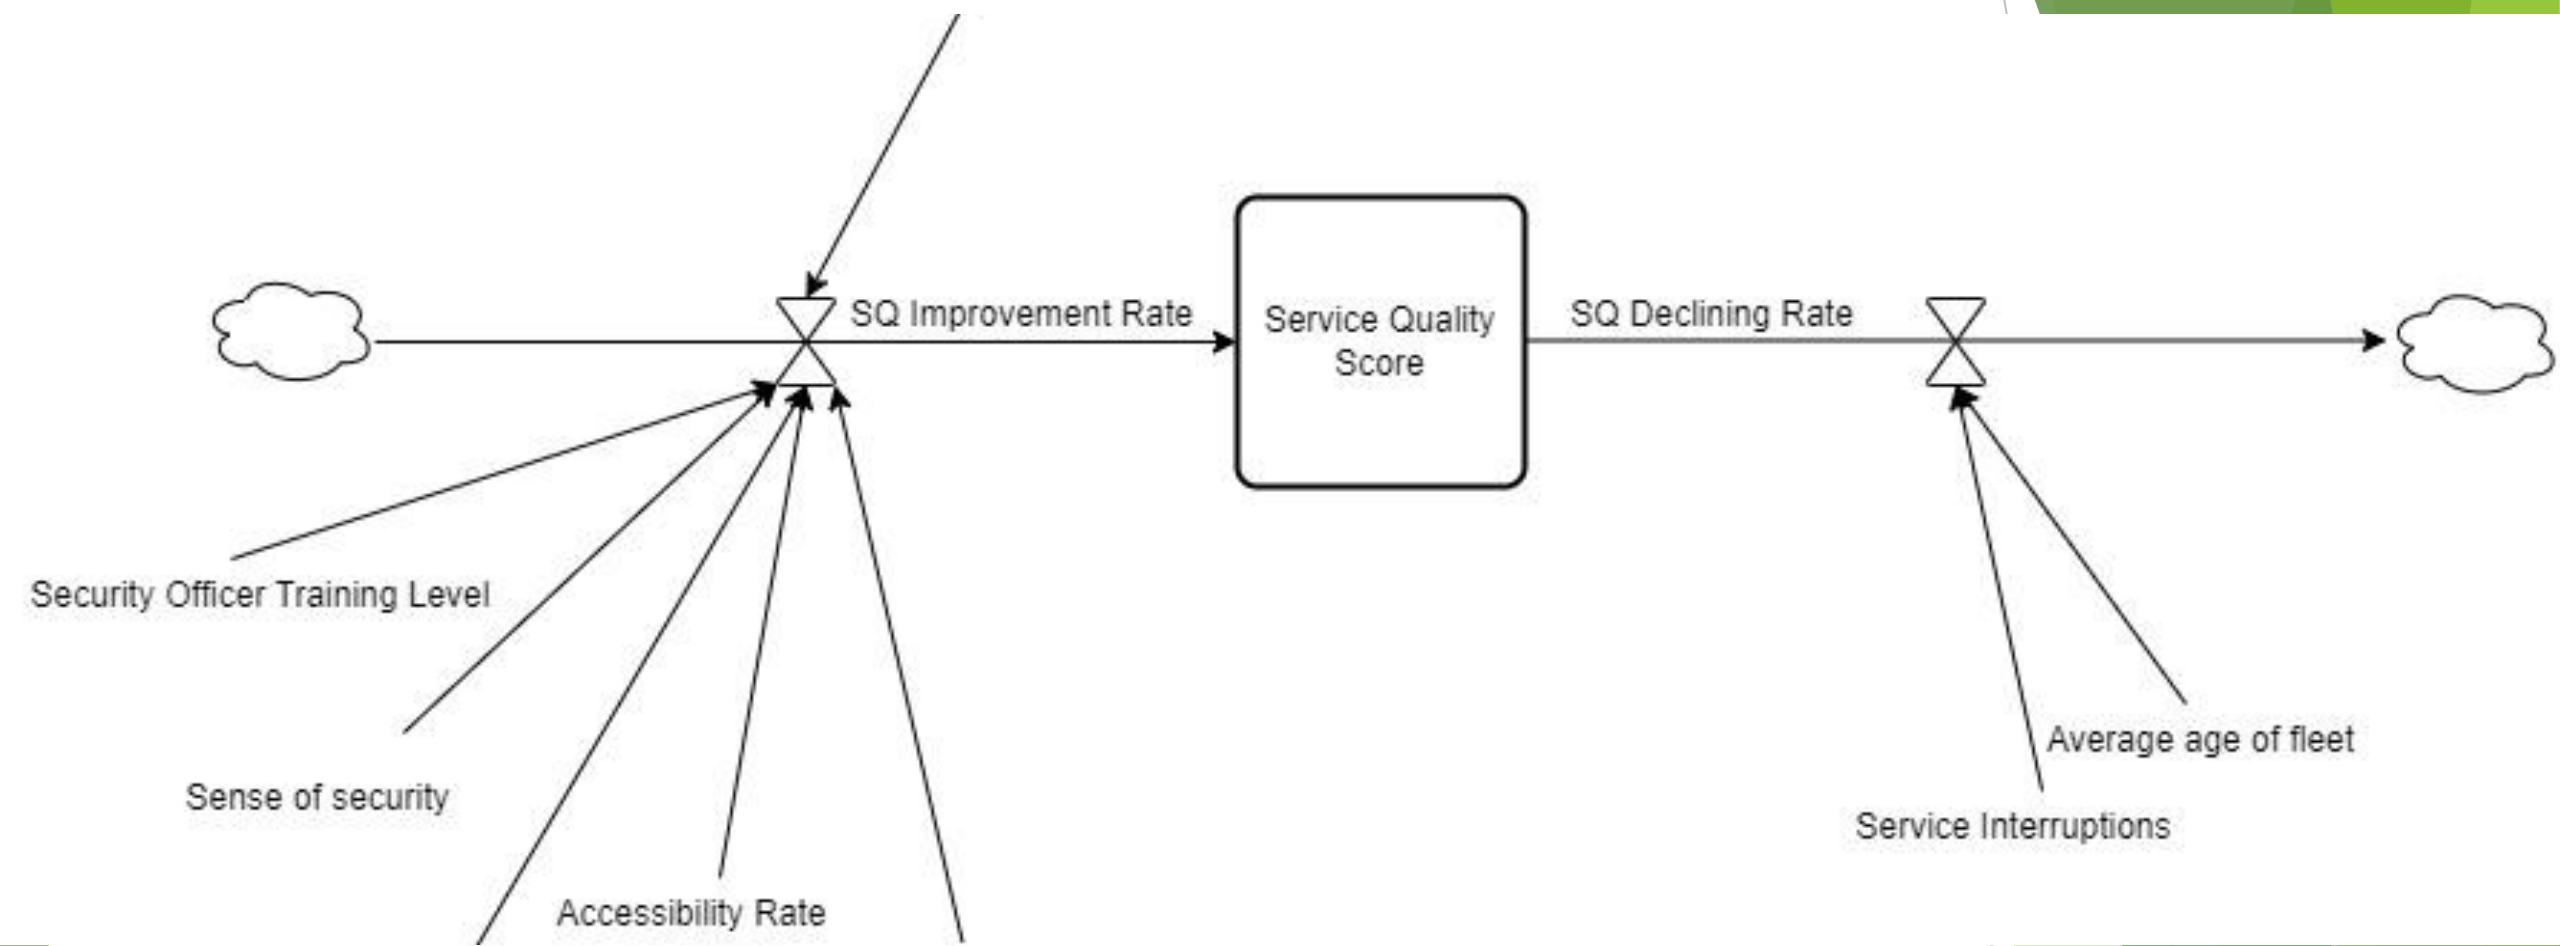 SQ Improvement Rate
Service Quality
Score
SQ Declining Rate
Security Officer Training Level
Sense of security
Accessibility Rate
Average age of fleet
Service Interruptions